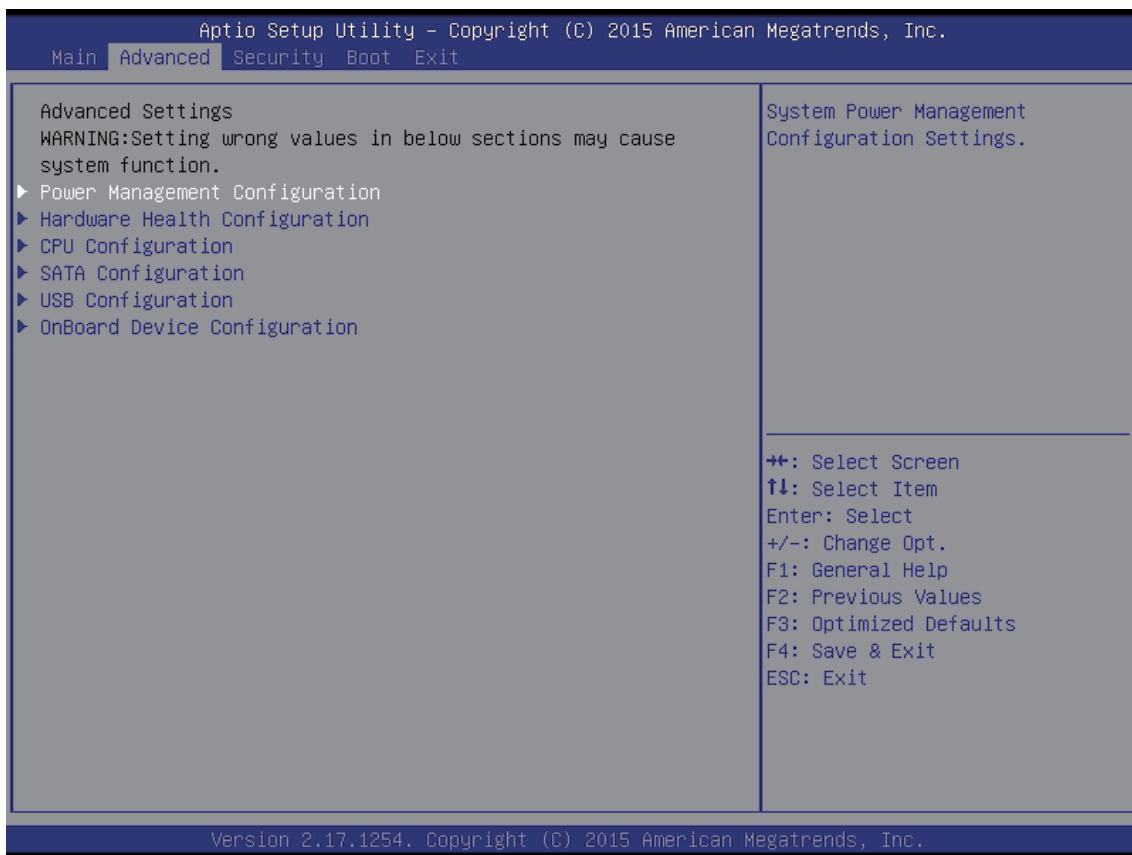 Aptio Setup Utility – Copyright (C) 2015 American Megatrends, Inc.
Main Advanced Security Boot Exit
Advanced Settings
WARNING:Setting wrong values in below sections may cause
system function.
▶ Power Management Configuration
▶ Hardware Health Configuration
▶ CPU Configuration
▶ SATA Configuration
▶ USB Configuration
▶ OnBoard Device Configuration
System Power Management
Configuration Settings.
→←: Select Screen
↑↓: Select Item
Enter: Select
+/-: Change Opt.
F1: General Help
F2: Previous Values
F3: Optimized Defaults
F4: Save & Exit
ESC: Exit
Version 2.17.1254. Copyright (C) 2015 American Megatrends, Inc.